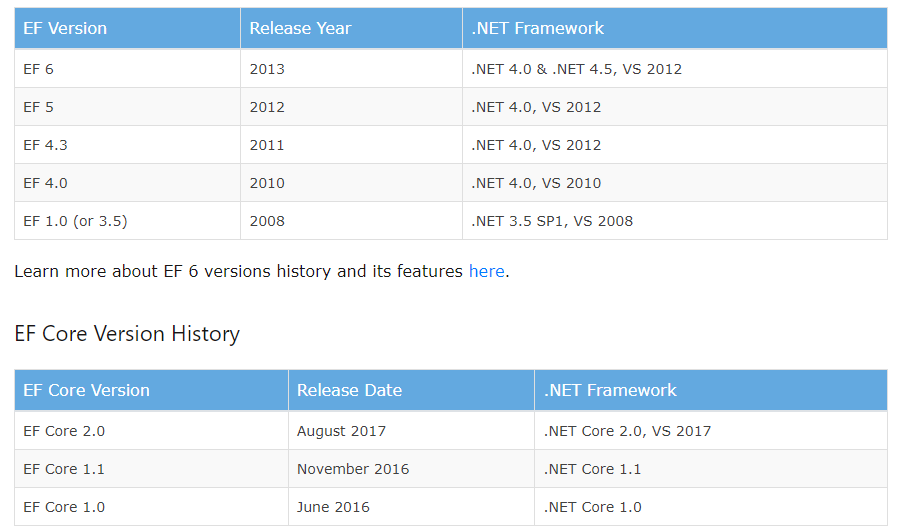 EF Version Release Year .NET Framework
EF 6 2013 .NET 4.0 & .NET 4.5, VS 2012
EF 5 2012 .NET 4.0, VS 2012
EF 4.3 2011 .NET 4.0, VS 2012
EF 4.0 2010 .NET 4.0, VS 2010
EF 1.0 (or 3.5) 2008 .NET 3.5 SP1, VS 2008
Learn more about EF 6 versions history and its features here.
EF Core Version History
EF Core Version Release Date .NET Framework
EF Core 2.0 August 2017 .NET Core 2.0, VS 2017
EF Core 1.1 November 2016 .NET Core 1.1
EF Core 1.0 June 2016 .NET Core 1.0